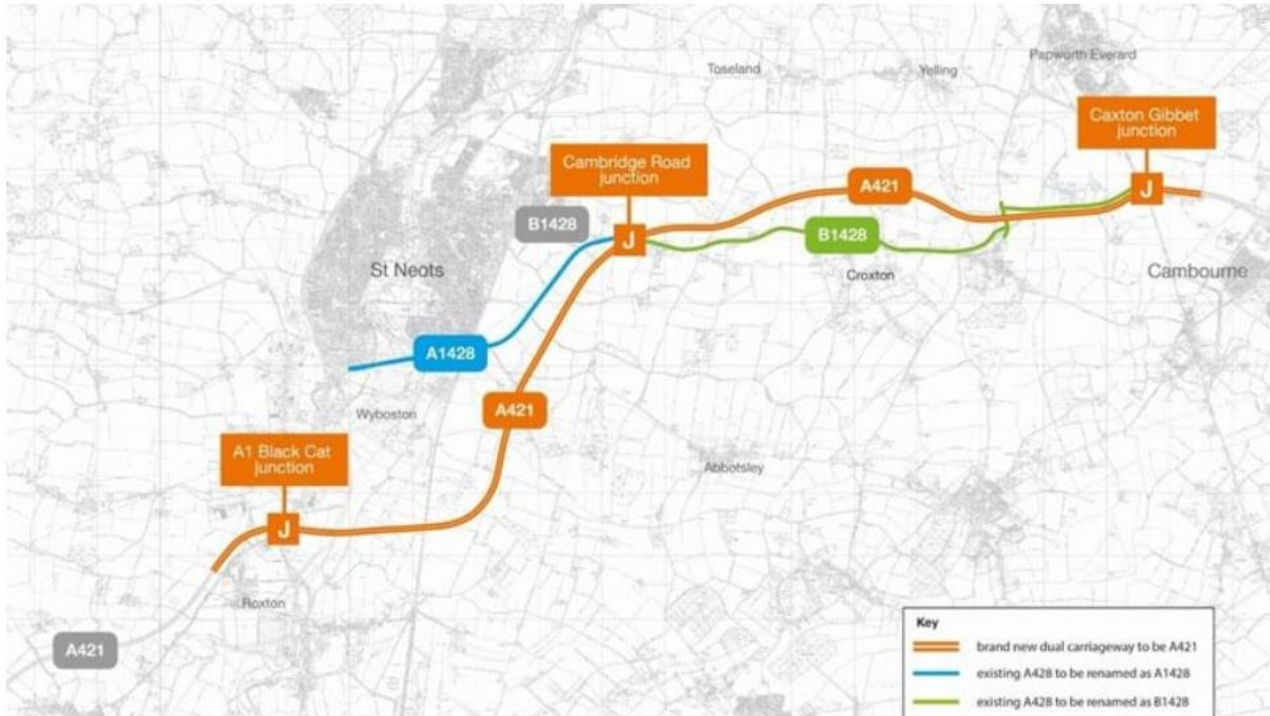 Toseland
Yelling
Papworth Everard
Caxton Gibbet
junction
J
Cambridge Road
junction
J
A421
B1428
B1428
St Neots
Croxton
Cambourne
A1428
A421
Wyboston
A1 Black Cat
junction
J
Abbotsley
Roxton
A421
Key
brand new dual carriageway to be A421
existing A428 to be renamed as A1428
existing A428 to be renamed as B1428